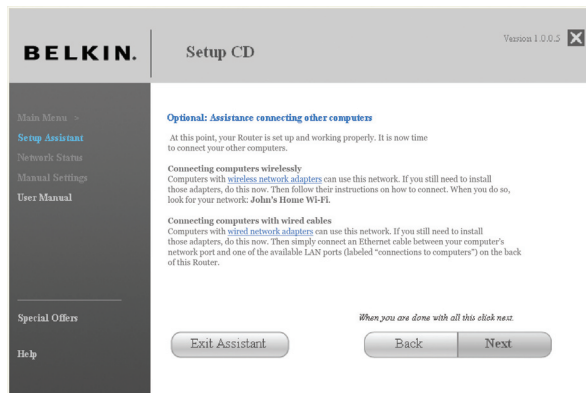 BELKIN.
Setup CD
Version 1.0.0.5
Main Menu >
Setup Assistant
Network Status
Manual Settings
User Manual
Special Offers
Help
Optional: Assistance connecting other computers
At this point, your Router is set up and working properly. It is now time
to connect your other computers.
Connecting computers wirelessly
Computers with wireless network adapters can use this network. If you still need to install
those adapters, do this now. Then follow their instructions on how to connect. When you do so,
look for your network: John's Home Wi-Fi.
Connecting computers with wired cables
Computers with wired network adapters can use this network. If you still need to install
those adapters, do this now. Then simply connect an Ethernet cable between your computer's
network port and one of the available LAN ports (labeled "connections to computers") on the back
of this Router.
When you are done with all this click next.
Exit Assistant
Back
Next